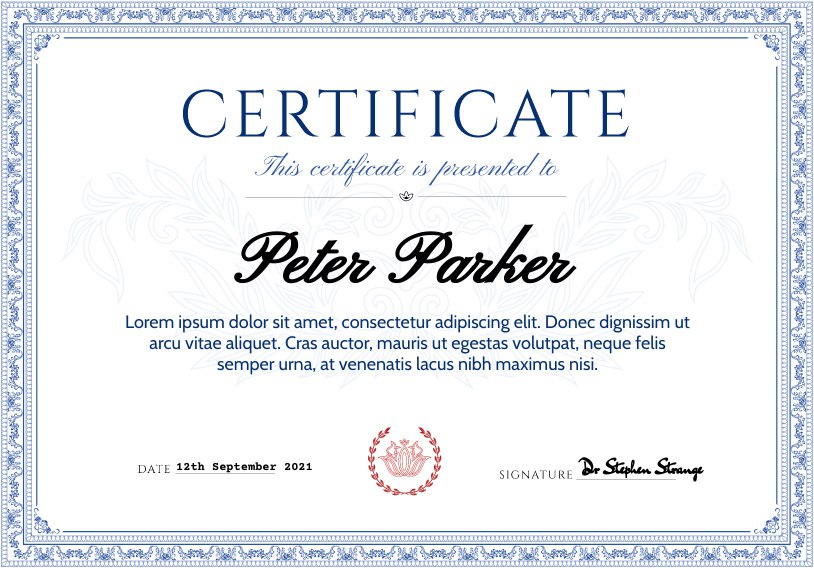 CERTIFICATE
This certificate is presented to
Peter Parker
Lorem ipsum dolor sit amet, consectetur adipiscing elit. Donec dignissim ut
arcu vitae aliquet. Cras auctor, mauris ut egestas volutpat, neque felis
semper urna, at venenatis lacus nibh maximus nisi.
DATE 12th September 2021
SIGNATURE Dr Stephen Strange